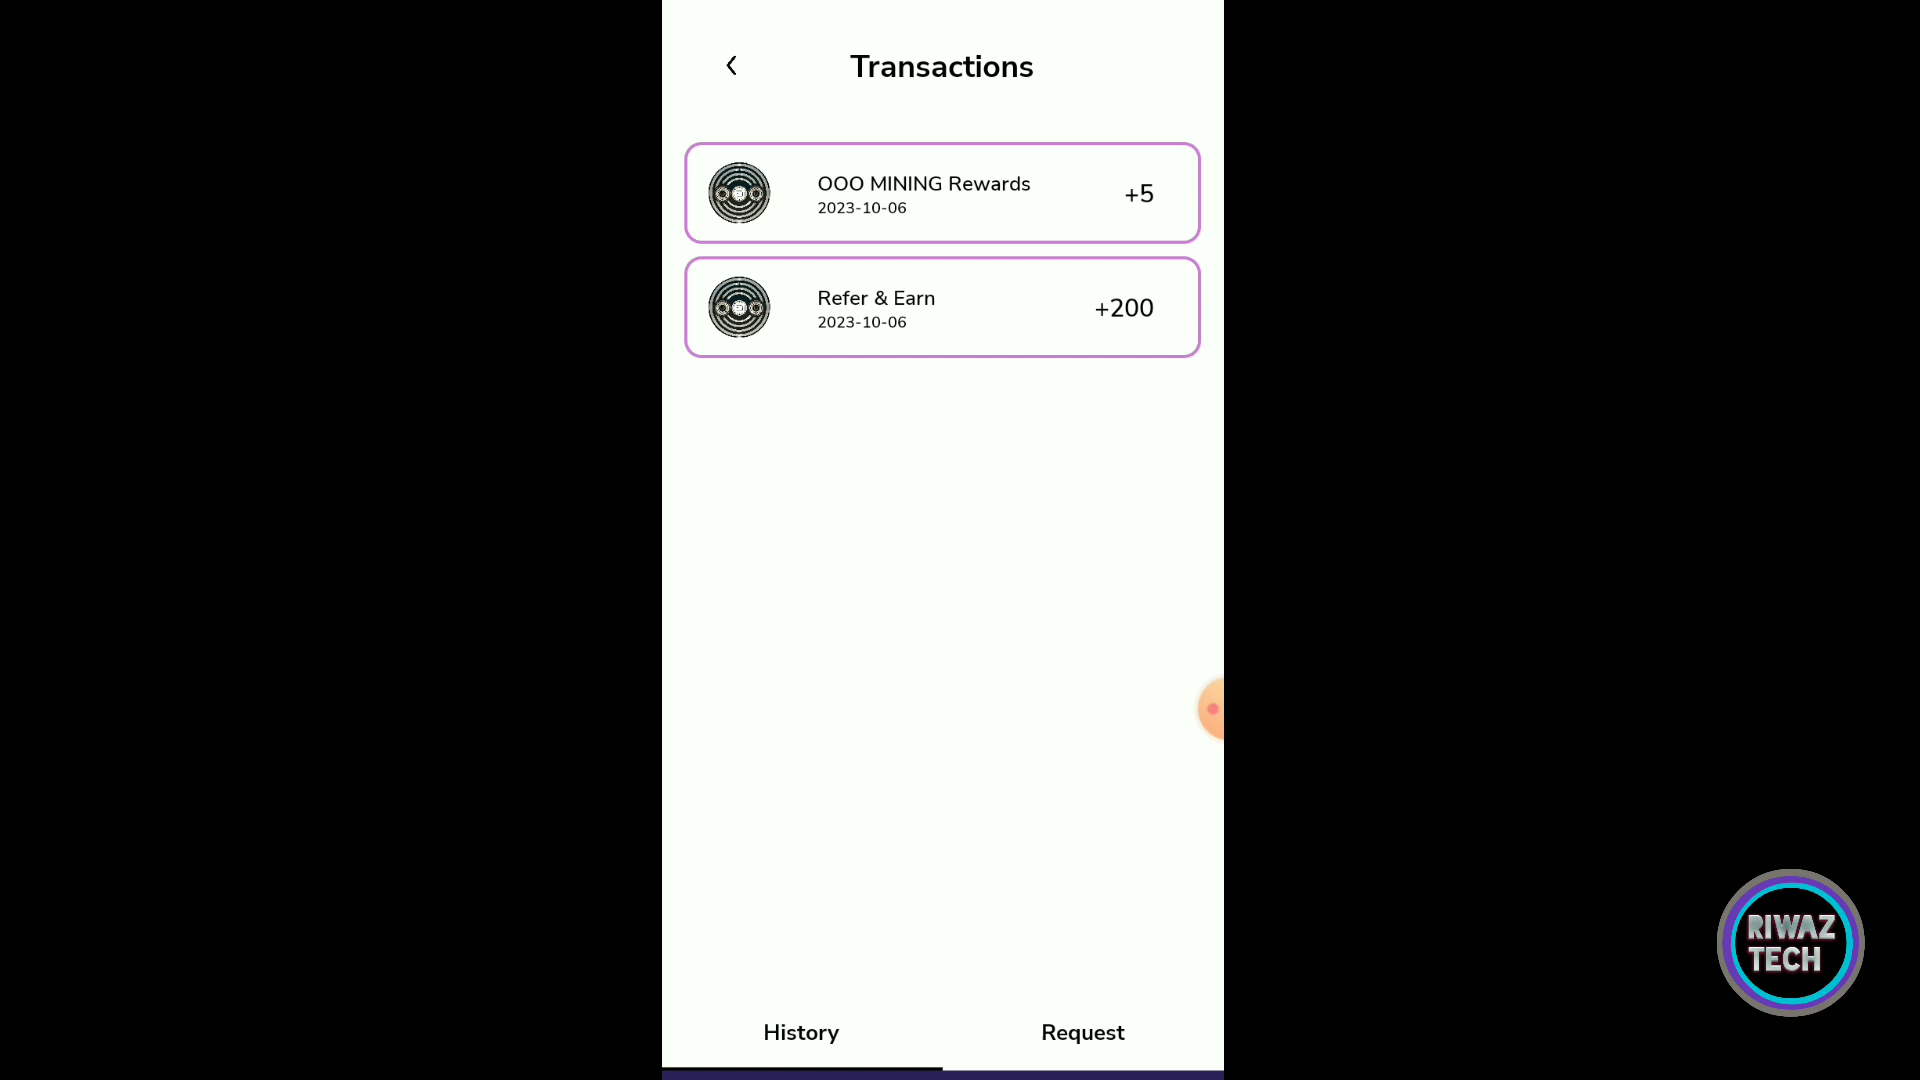 Transactions
OOO MINING Rewards
2023-10-06
+5
Refer & Earn
2023-10-06
+200
History
Request
RIWAZ
TECH